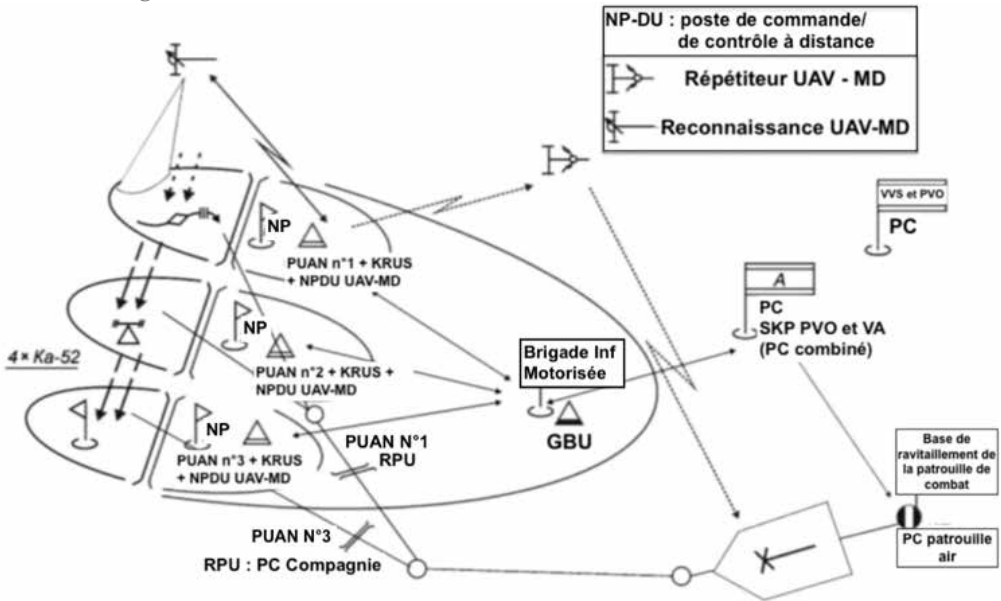 NP-DU : poste de commande/
de contrôle à distance
Répétiteur UAV - MD
Reconnaissance UAV-MD
VVS et PVO
PC
A
PC
SKP PVO et VA
(PC combiné)
NP
PUAN n°1 + KRUS
+ NPDU UAV-MD
NP
PUAN n°2 + KRUS +
NPDU UAV-MD
4 × Ka-52
Brigade Inf
Motorisée
GBU
NP
PUAN n°3 + KRUS
+ NPDU UAV-MD
PUAN N°1
RPU
PUAN N°3
RPU : PC Compagnie
Base de
ravitaillement de
la patrouille de
combat
PC patrouille
air